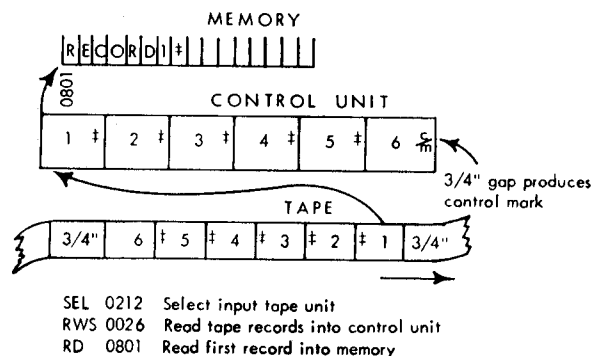 MEMORY
RECORD1‡
0801
CONTROL UNIT
1 ‡ 2 ‡ 3 ‡ 4 ‡ 5 ‡ 6 c/m
3/4" gap produces
control mark
TAPE
3/4" 6 ‡ 5 ‡ 4 ‡ 3 ‡ 2 ‡ 1 3/4"
SEL 0212 Select input tape unit
RWS 0026 Read tape records into control unit
RD 0801 Read first record into memory